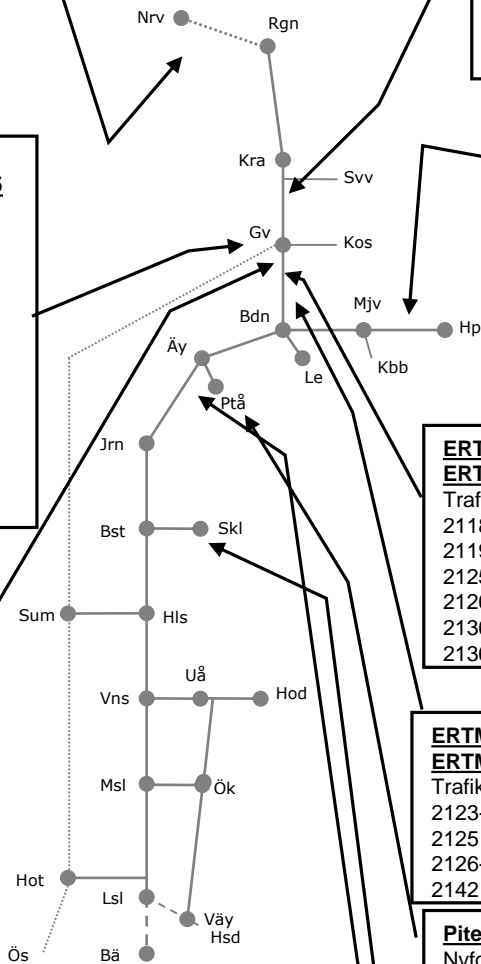 Nrv
Rgn
Kra
Svv
Gv
Kos
Mjv
Bdn
Hp
Äy
Kbb
Le
Ptå
Jrn
ERT
ERT
Traf
2118
2119
2125
2126
2130
2130
Bst
Skl
Sum
Hls
Uå
Vns
Hod
ERTM
ERTM
Trafik
2123-
2125
2126-
2142
Msl
Ök
Hot
Lsl
Väy
Hsd
Ös
Bä
Pite
Nyfo